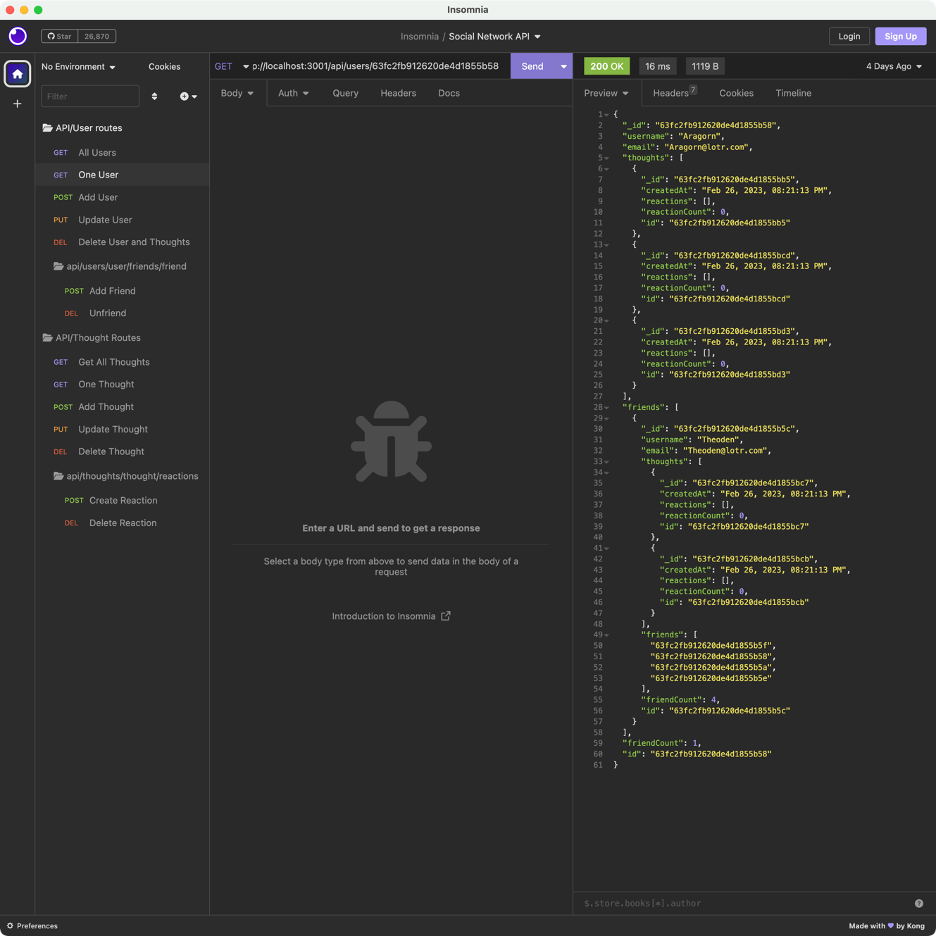 Insomnia
Star 26,870
Insomnia / Social Network API
Login
Sign Up
No Environment
Cookies
Filter
API/User routes
GET All Users
GET One User
POST Add User
PUT Update User
DEL Delete User and Thoughts
api/users/user/friends/friend
POST Add Friend
DEL Unfriend
API/Thought Routes
GET Get All Thoughts
GET One Thought
POST Add Thought
PUT Update Thought
DEL Delete Thought
api/thoughts/thought/reactions
POST Create Reaction
DEL Delete Reaction
GET p://localhost:3001/api/users/63fc2fb912620de4d1855b58 Send
Body Auth Query Headers Docs
Enter a URL and send to get a response
Select a body type from above to send data in the body of a
request
Introduction to Insomnia
200 OK 16 ms 1119 B 4 Days Ago
Preview Headers 7 Cookies Timeline
1 {
2 "_id": "63fc2fb912620de4d1855b58",
3 "username": "Aragorn",
4 "email": "Aragorn@lotr.com",
5 "thoughts": [
6 {
7 "_id": "63fc2fb912620de4d1855bb5",
8 "createdAt": "Feb 26, 2023, 08:21:13 PM",
9 "reactions": [],
10 "reactionCount": 0,
11 "id": "63fc2fb912620de4d1855bb5"
12 },
13 {
14 "_id": "63fc2fb912620de4d1855bcd",
15 "createdAt": "Feb 26, 2023, 08:21:13 PM",
16 "reactions": [],
17 "reactionCount": 0,
18 "id": "63fc2fb912620de4d1855bcd"
19 },
20 {
21 "_id": "63fc2fb912620de4d1855bd3",
22 "createdAt": "Feb 26, 2023, 08:21:13 PM",
23 "reactions": [],
24 "reactionCount": 0,
25 "id": "63fc2fb912620de4d1855bd3"
26 }
27 ],
28 "friends": [
29 {
30 "_id": "63fc2fb912620de4d1855b5c",
31 "username": "Theoden",
32 "email": "Theoden@lotr.com",
33 "thoughts": [
34 {
35 "_id": "63fc2fb912620de4d1855bc7",
36 "createdAt": "Feb 26, 2023, 08:21:13 PM",
37 "reactions": [],
38 "reactionCount": 0,
39 "id": "63fc2fb912620de4d1855bc7"
40 },
41 {
42 "_id": "63fc2fb912620de4d1855bcb",
43 "createdAt": "Feb 26, 2023, 08:21:13 PM",
44 "reactions": [],
45 "reactionCount": 0,
46 "id": "63fc2fb912620de4d1855bcb"
47 }
48 ],
49 "friends": [
50 "63fc2fb912620de4d1855b5f",
51 "63fc2fb912620de4d1855b58",
52 "63fc2fb912620de4d1855b5a",
53 "63fc2fb912620de4d1855b5e"
54 ],
55 "friendCount": 4,
56 "id": "63fc2fb912620de4d1855b5c"
57 }
58 ],
59 "friendCount": 1,
60 "id": "63fc2fb912620de4d1855b58"
61 }
$.store.books[*].author
Preferences
Made with by Kong